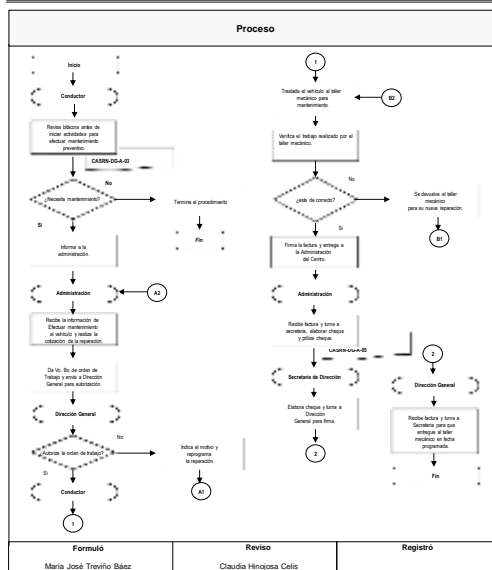 Proceso
Inicio
Conductor
Revisa bitácora antes de
iniciar actividades para
efectuar mantenimiento
preventivo.
CASRN-DG-A-03
¿Necesita mantenimiento?
No
Termina el procedimiento
Fin
Si
Informa a la
administración.
Administración
A2
Recibe la información de
Efectuar mantenimiento
al vehículo y realiza la
cotización de la reparación.
Da Vo. Bo. de orden de
Trabajo y envía a Dirección
General para autorización.
Dirección General
Autoriza la orden de trabajo?
No
Indica el motivo y
reprograma
la reparación.
A1
Si
Conductor
1
1
Traslada el vehículo al taller
mecánico para
mantenimiento.
B2
Verifica el trabajo realizado por el
taller mecánico.
¿esta de correcto?
No
Se devuelve al taller
mecánico
para su nueva reparación.
B1
Si
Firma la factura y entrega a
la Administración
del Centro.
Administración
Recibe factura y turna a
secretaria, elaborar cheque
y póliza cheque.
CASRN-DG-A-05
Secretaria de Dirección
Elabora cheque y turna a
Dirección
General para firma.
2
2
Dirección General
Recibe factura y turna a
Secretaria para que
entregue al taller
mecánico en fecha
programada.
Fin
Formuló
Reviso
Registró
María José Treviño Báez
Claudia Hinojosa Celis